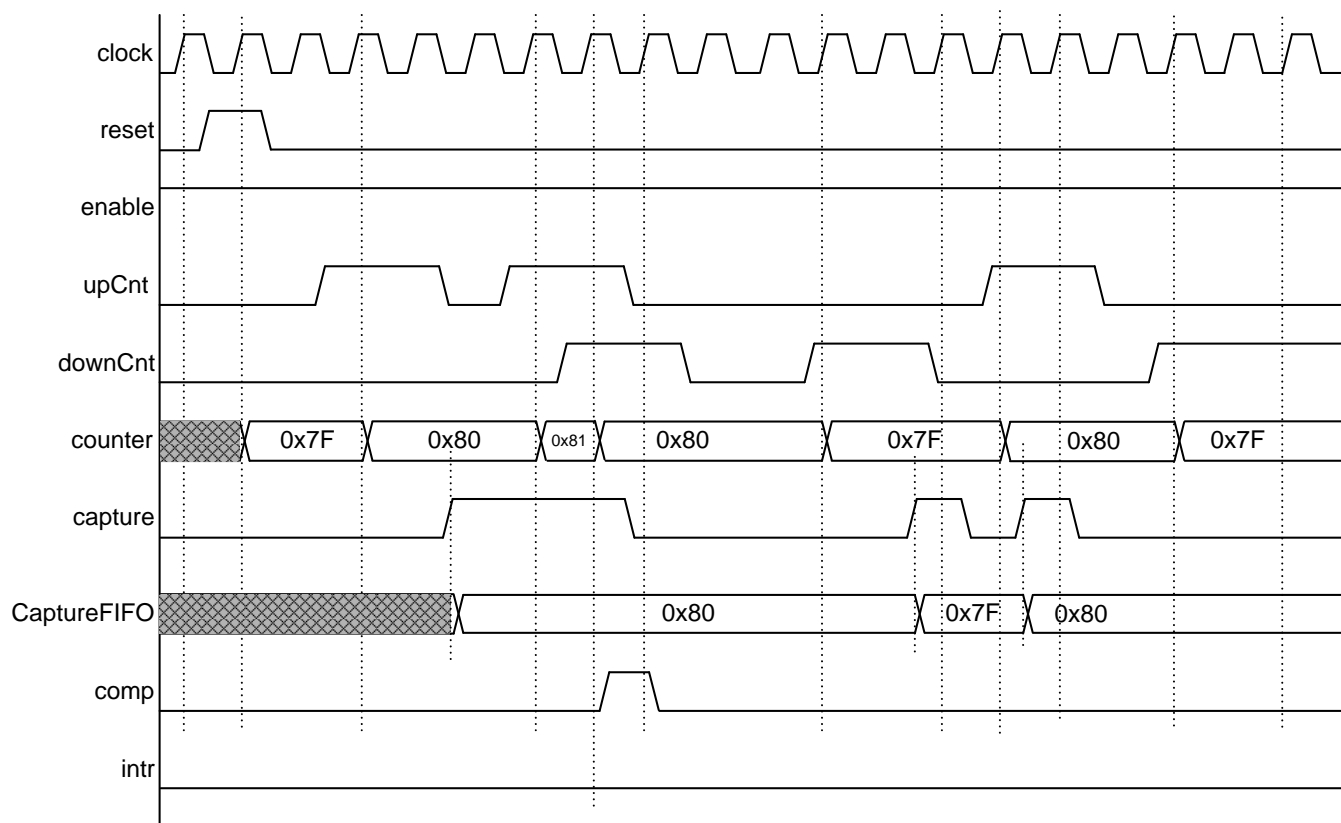 clock
reset
enable
upCnt
downCnt
counter
0x7F
0x80
0x81
0x80
0x7F
0x80
0x7F
capture
CaptureFIFO
0x80
0x7F
0x80
comp
intr